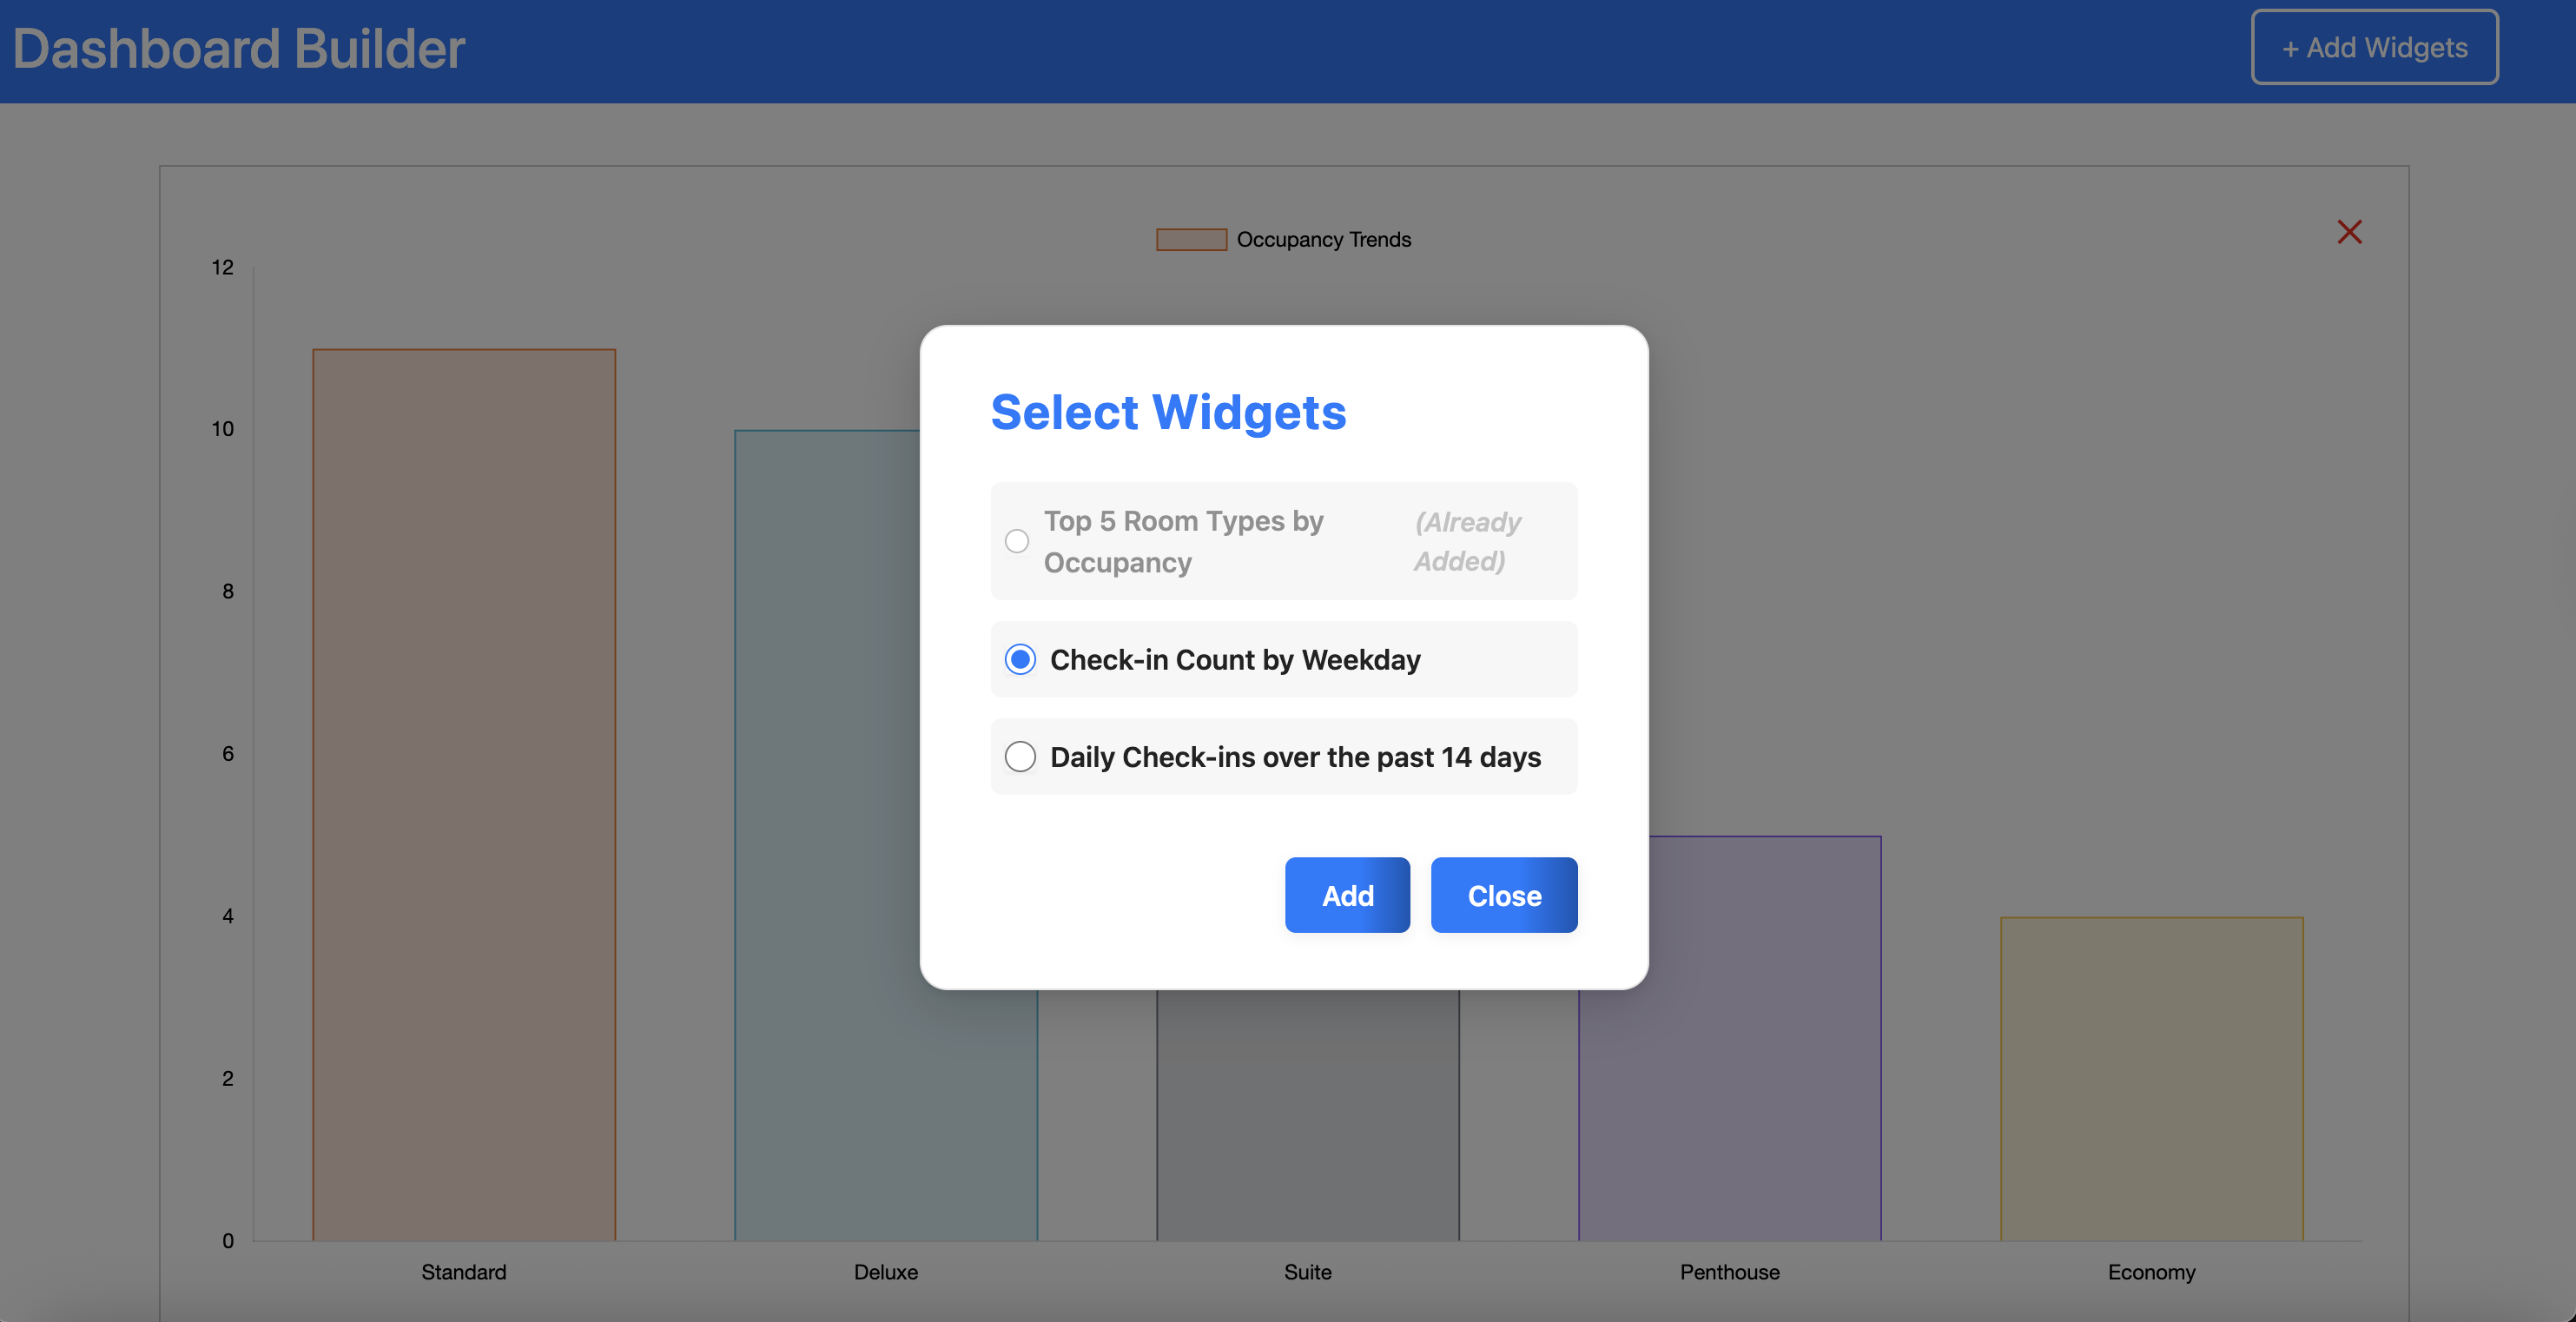 Dashboard Builder
+ Add Widgets
Occupancy Trends
12
10
8
6
4
2
0
Standard
Deluxe
Suite
Penthouse
Economy
Select Widgets
Top 5 Room Types by
Occupancy
(Already
Added)
Check-in Count by Weekday
Daily Check-ins over the past 14 days
Add
Close